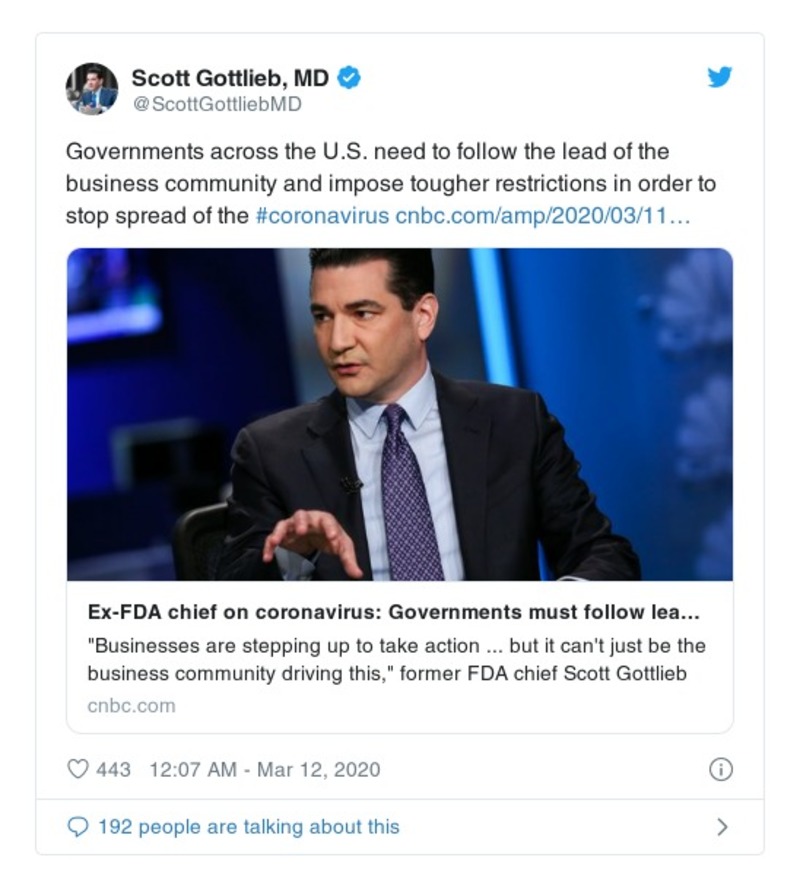 Scott Gottlieb, MD
@ScottGottliebMD
Governments across the U.S. need to follow the lead of the
business community and impose tougher restrictions in order to
stop spread of the #coronavirus cnbc.com/amp/2020/03/11…
Ex-FDA chief on coronavirus: Governments must follow lea...
"Businesses are stepping up to take action ... but it can't just be the
business community driving this," former FDA chief Scott Gottlieb
cnbc.com
443 12:07 AM - Mar 12, 2020
192 people are talking about this